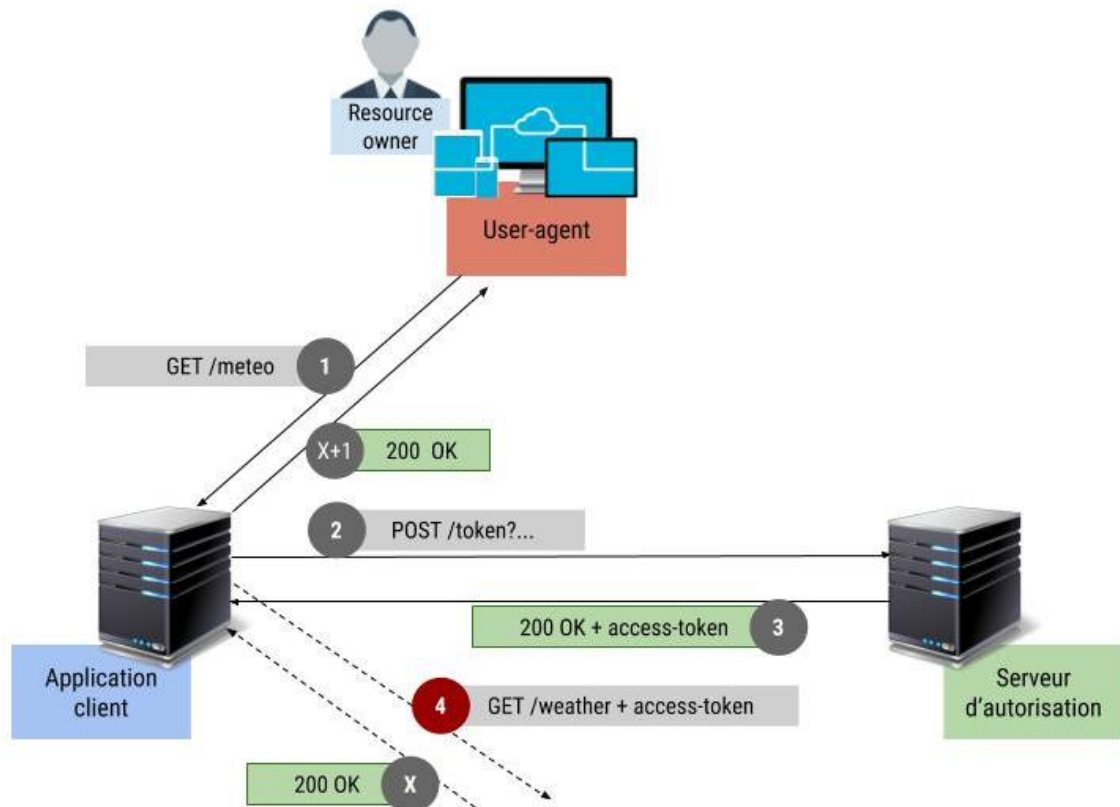 Resource
owner
User-agent
GET /meteo
1
X+1
200 OK
2
POST /token?...
200 OK + access-token
3
Application
client
Serveur
d'autorisation
4
GET /weather + access-token
200 OK
X